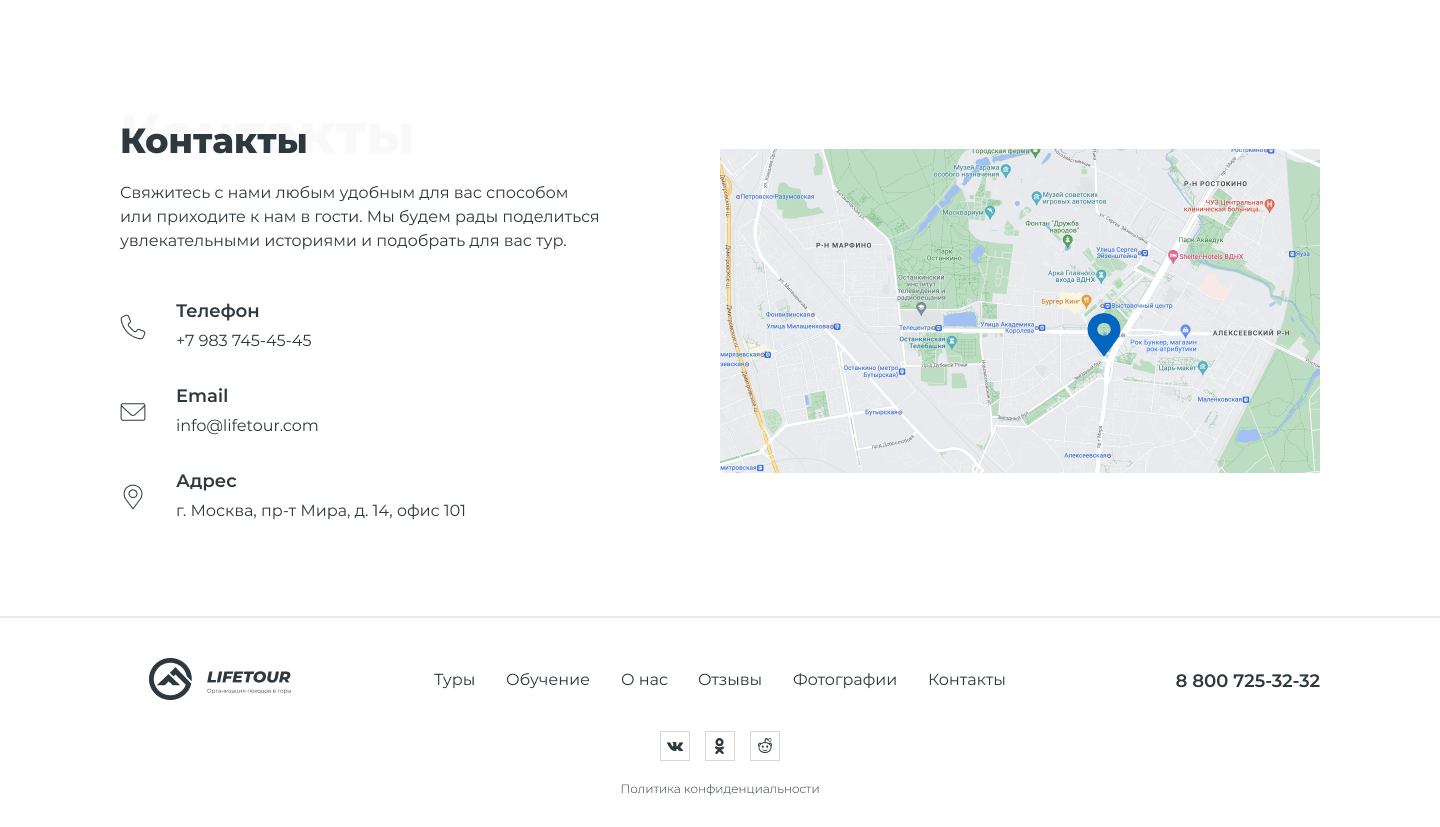 Контакты
Контакты
Свяжитесь с нами любым удобным для вас способом
или приходите к нам в гости. Мы будем рады поделиться
увлекательными историями и подобрать для вас тур.
Телефон
+7 983 745-45-45
Email
info@lifetour.com
Адрес
г. Москва, пр-т Мира, д. 14, офис 101
Городская ферма
Ростокино
Музей Гаража
особого назначения
Р-Н РОСТОКИНО
Петровско-Разумовская
Музей советских
игровых автоматов
ЧУЗ Центральная
клиническая больница...
Москвариум
Фонтан "Дружба
народов"
Р-Н МАРФИНО
Парк
Останкино
Улица Сергея
Эйзенштейна
Парк Акведук
Shelter Hotels ВДНХ
Яуза
Останкинский
институт
телевидения и
радиовещания
Арка Главного
входа ВДНХ
Бургер Кинг
Выставочный центр
Фонвизинская
Улица Милашенкова
Телецентр
Улица Академика
Королева
АЛЕКСЕЕВСКИЙ Р-Н
Останкинская
Телебашня
Рок Бункер, магазин
рок-атрибутики
Останкино (метро
Бутырская)
Царь-макет
Маленковская
Бутырская
Звёздный бул.
Алексеевская
LIFETOUR
Организация походов в горы
Туры Обучение О нас Отзывы Фотографии Контакты
8 800 725-32-32
Политика конфиденциальности